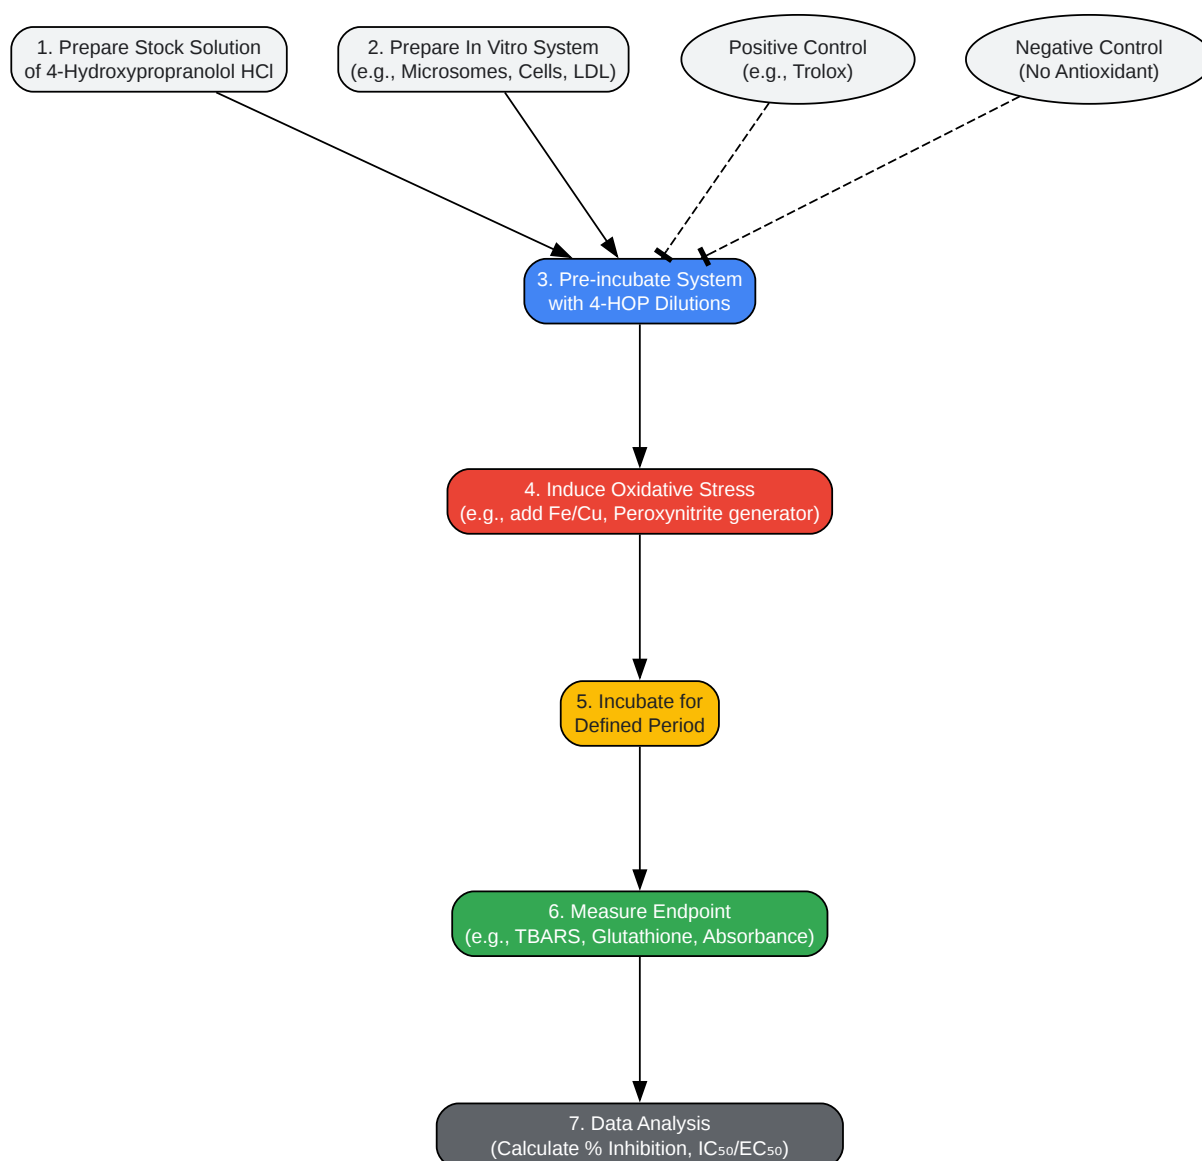 1. Prepare Stock Solution
of 4-Hydroxypropranolol HCl
2. Prepare In Vitro System
(e.g., Microsomes, Cells, LDL)
Positive Control
(e.g., Trolox)
Negative Control
(No Antioxidant)
3. Pre-incubate System
with 4-HOP Dilutions
4. Induce Oxidative Stress
(e.g., add Fe/Cu, Peroxynitrite generator)
5. Incubate for
Defined Period
6. Measure Endpoint
(e.g., TBARS, Glutathione, Absorbance)
7. Data Analysis
(Calculate % Inhibition, IC₅₀/EC₅₀)